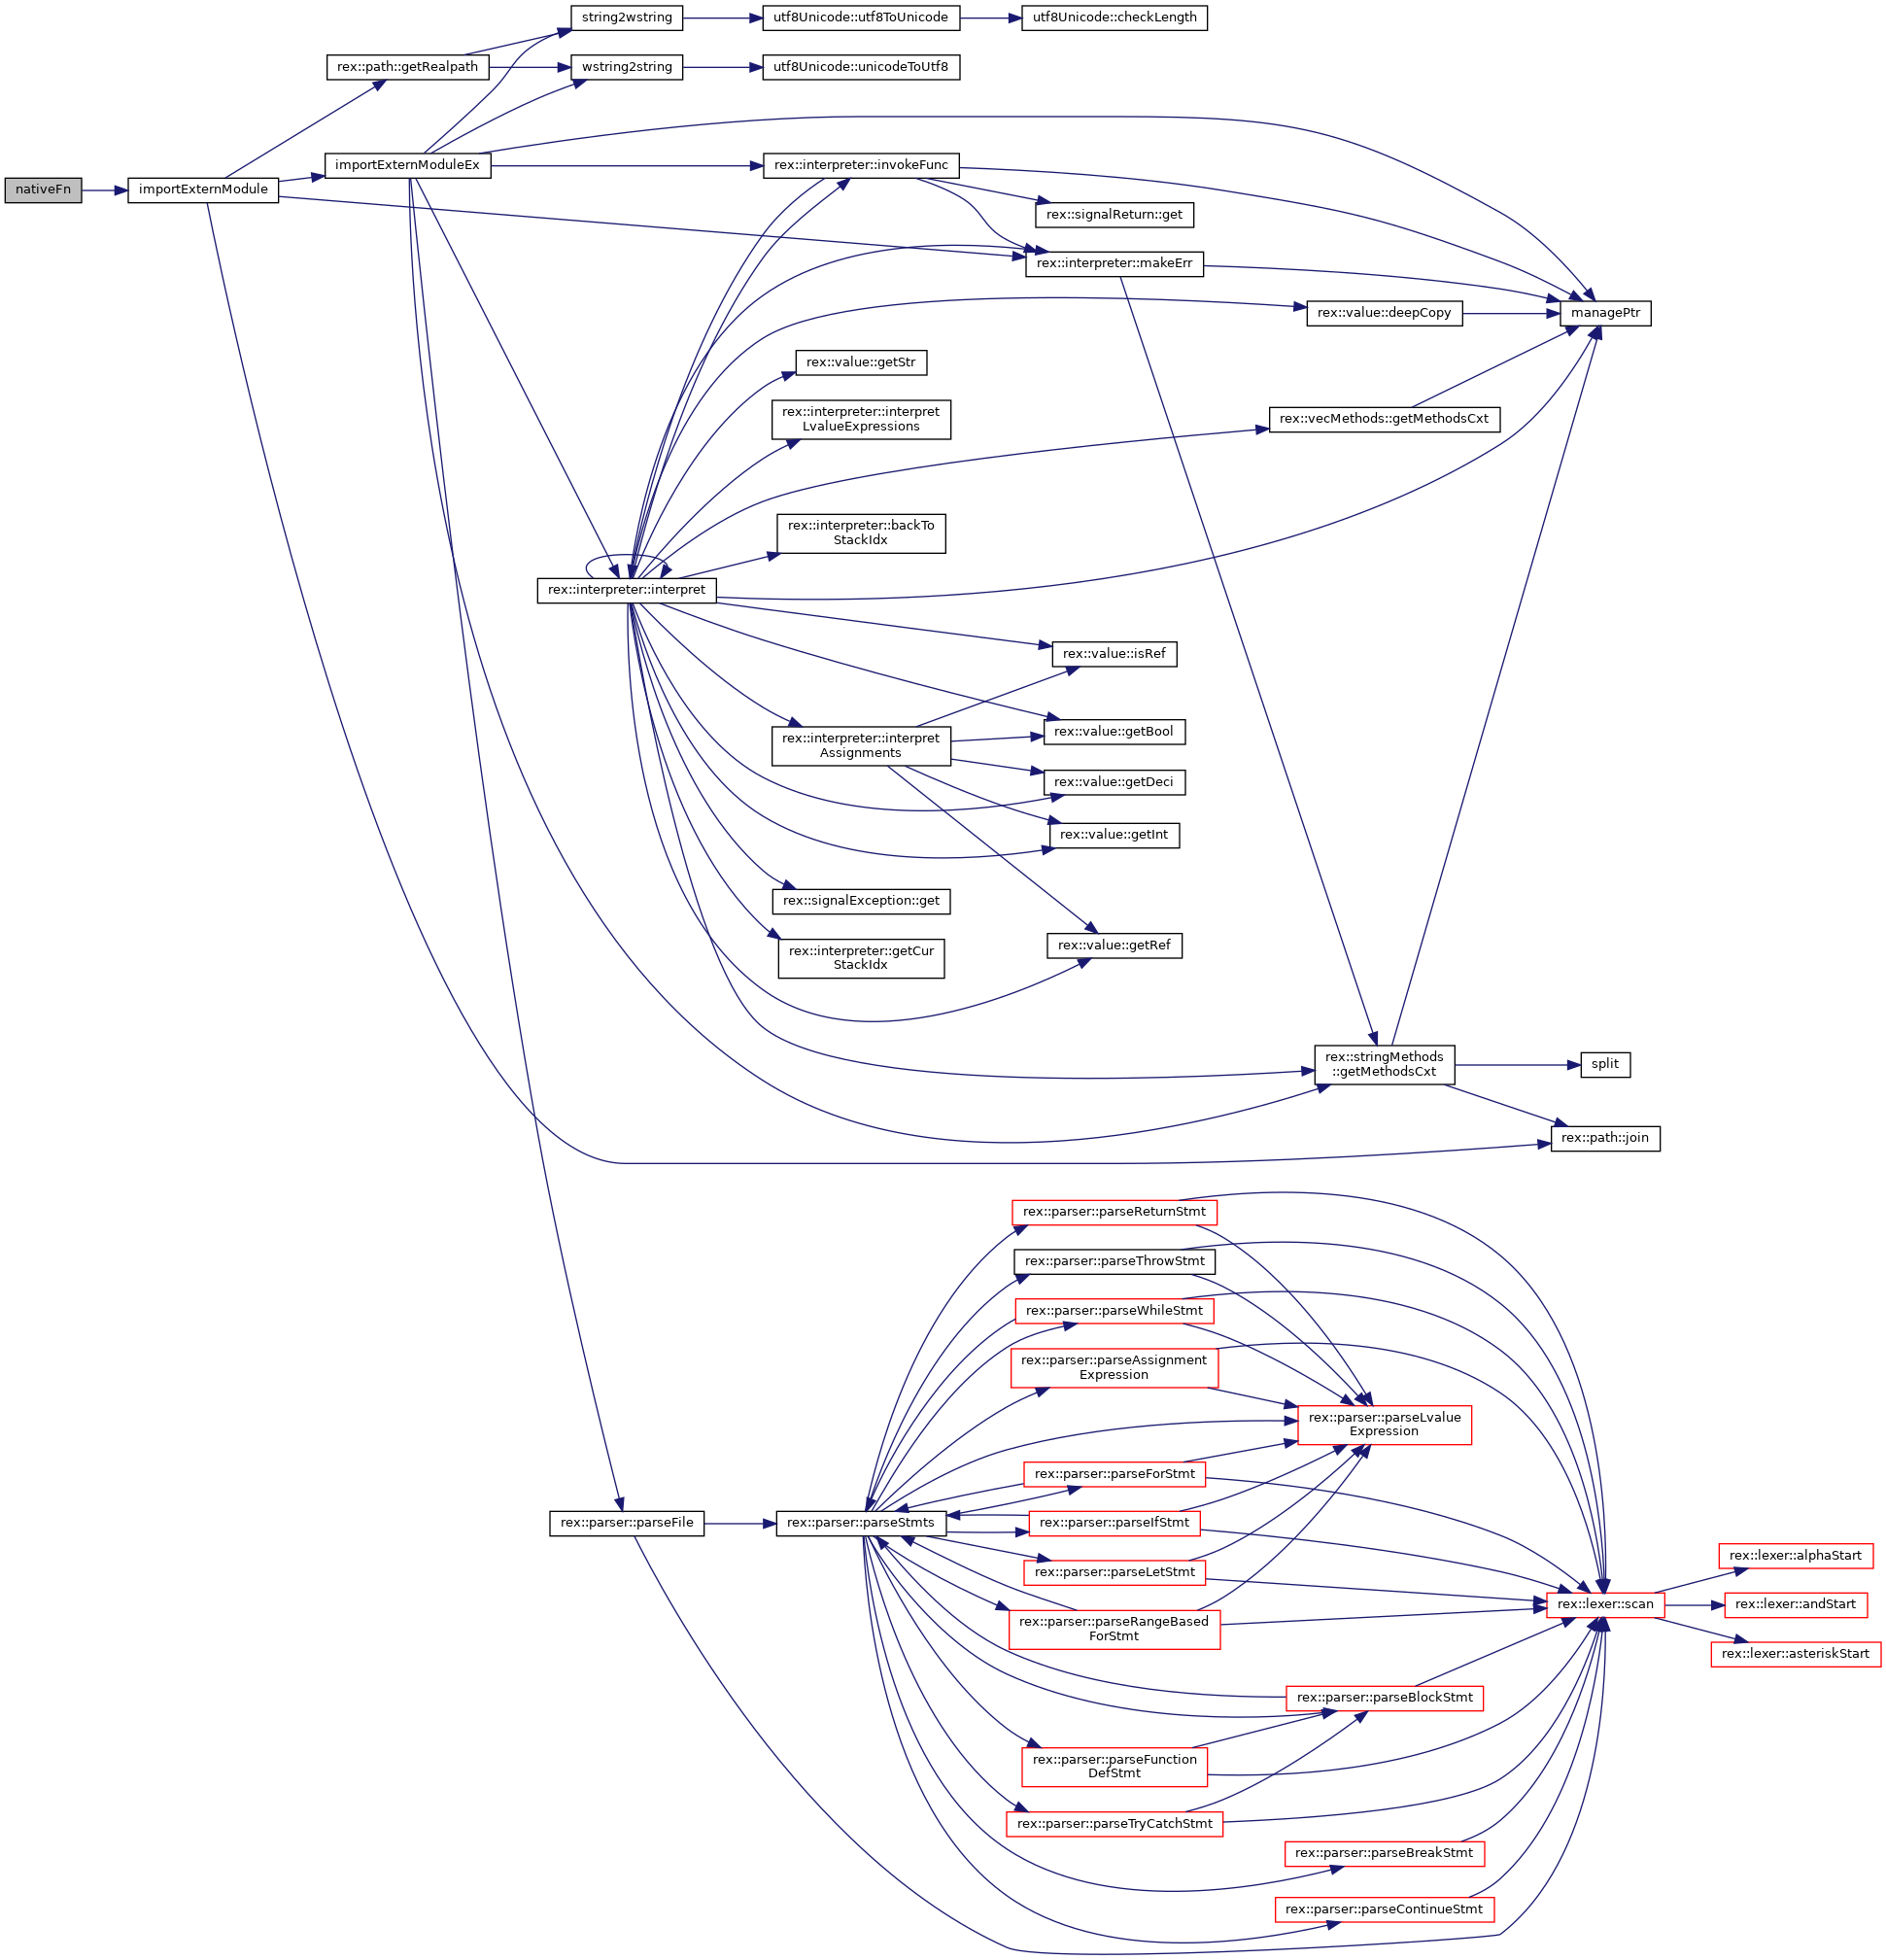 string2wstring
utf8Unicode::utf8ToUnicode
utf8Unicode::checkLength
rex::path::getRealpath
wstring2string
utf8Unicode::unicodeToUtf8
nativeFn
importExternModule
importExternModuleEx
rex::interpreter::invokeFunc
rex::signalReturn::get
rex::interpreter::makeErr
rex::value::deepCopy
managePtr
rex::value::getStr
rex::interpreter::interpret
LvalueExpressions
rex::vecMethods::getMethodsCxt
rex::interpreter::backTo
StackIdx
rex::interpreter::interpret
rex::value::isRef
rex::interpreter::interpret
Assignments
rex::value::getBool
rex::value::getDeci
rex::value::getInt
rex::signalException::get
rex::interpreter::getCur
StackIdx
rex::value::getRef
rex::stringMethods
::getMethodsCxt
split
rex::path::join
rex::parser::parseReturnStmt
rex::parser::parseThrowStmt
rex::parser::parseWhileStmt
rex::parser::parseAssignment
Expression
rex::parser::parseLvalue
Expression
rex::parser::parseForStmt
rex::parser::parseFile
rex::parser::parseStmts
rex::parser::parseIfStmt
rex::parser::parseLetStmt
rex::parser::parseRangeBased
ForStmt
rex::lexer::scan
rex::lexer::alphaStart
rex::lexer::andStart
rex::lexer::asteriskStart
rex::parser::parseBlockStmt
rex::parser::parseFunction
DefStmt
rex::parser::parseTryCatchStmt
rex::parser::parseBreakStmt
rex::parser::parseContinueStmt